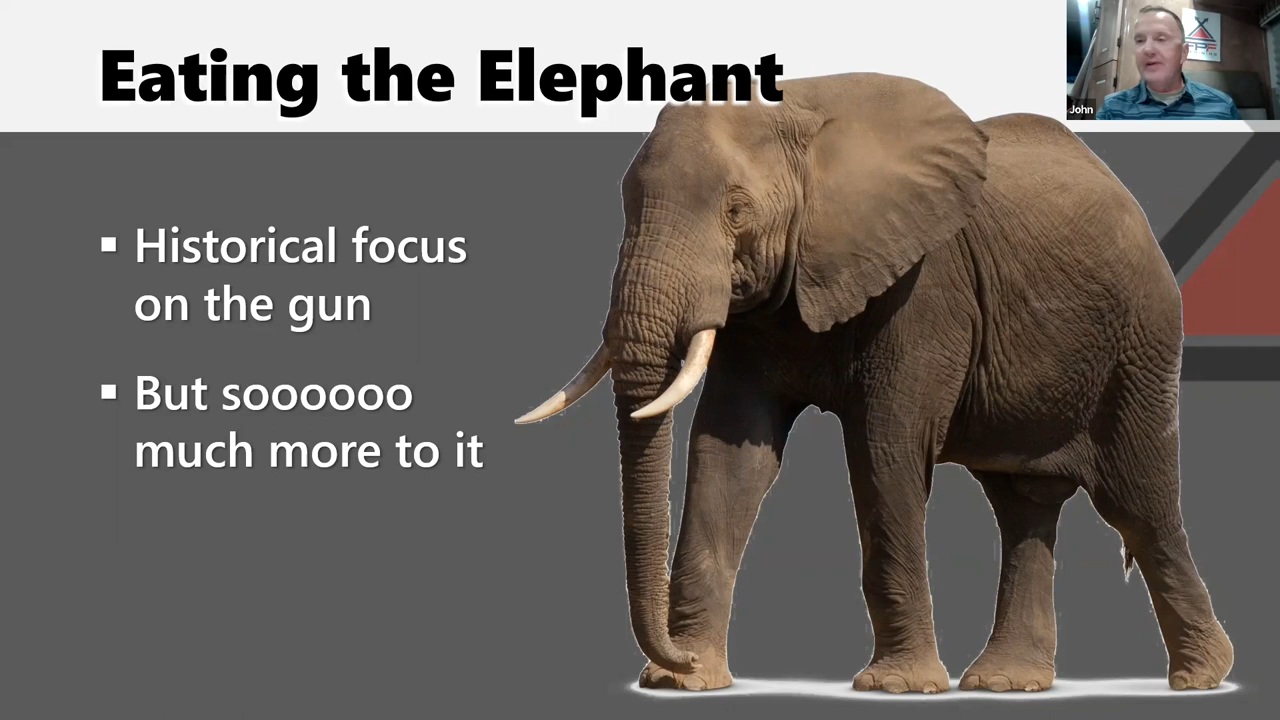 Eating the Elephant
John
▪ Historical focus
on the gun
▪ But soooooo
much more to it